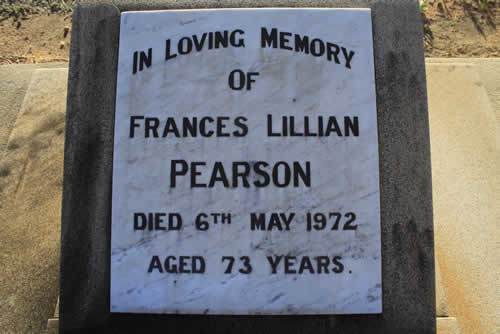 IN LOVING MEMORY
OF
FRANCES LILLIAN
PEARSON
DIED 6TH MAY 1972
AGED 73 YEARS.